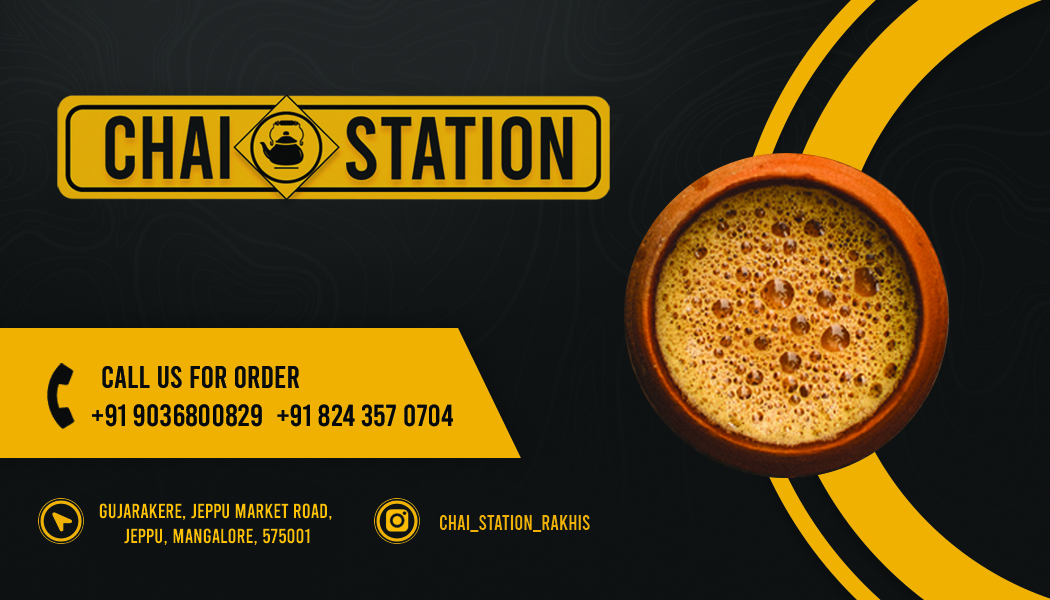 CHAI STATION
CALL US FOR ORDER
+91 9036800829 +91 824 357 0704
GUJARAKERE, JEPPU MARKET ROAD,
JEPPU, MANGALORE, 575001
CHAI_STATION_RAKHIS